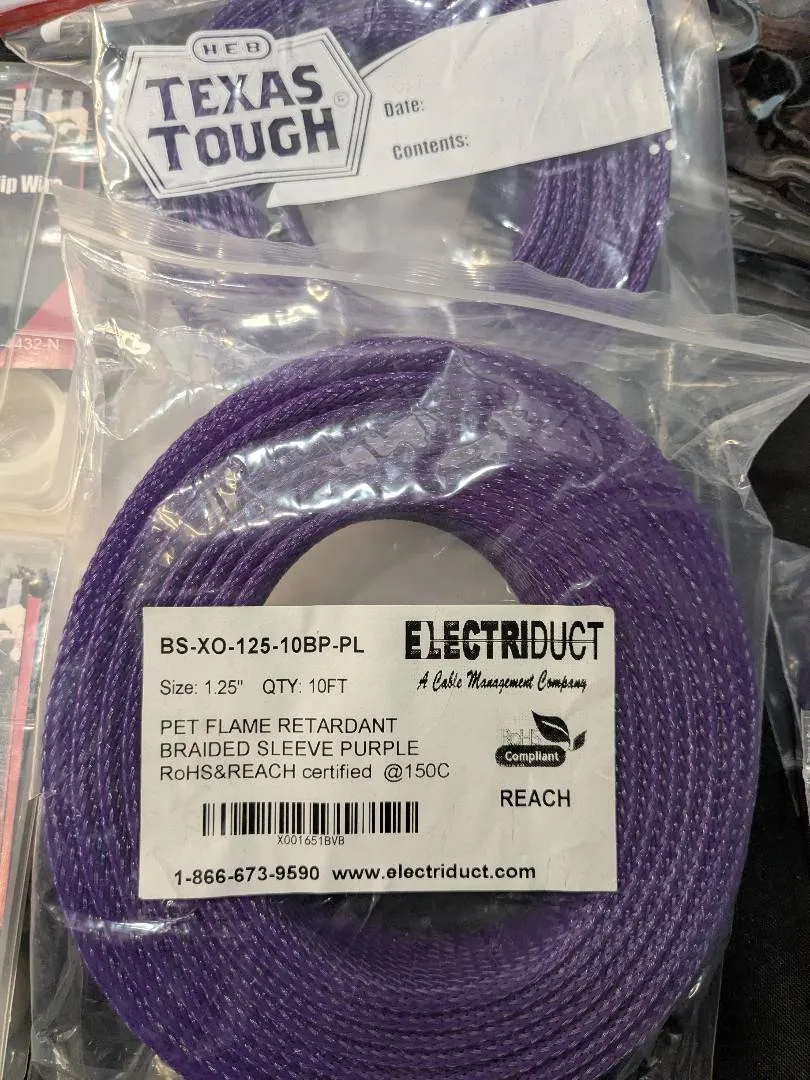 HEB
TEXAS
TOUGH®
Date:
Contents:
432-N
BS-XO-125-10BP-PL
ELECTRIDUCT
A Cable Management Company
Size: 1.25" QTY: 10FT
PET FLAME RETARDANT
BRAIDED SLEEVE PURPLE
RoHS&REACH certified @150C
RoHS
Compliant
REACH
X001651BVB
1-866-673-9590 www.electriduct.com